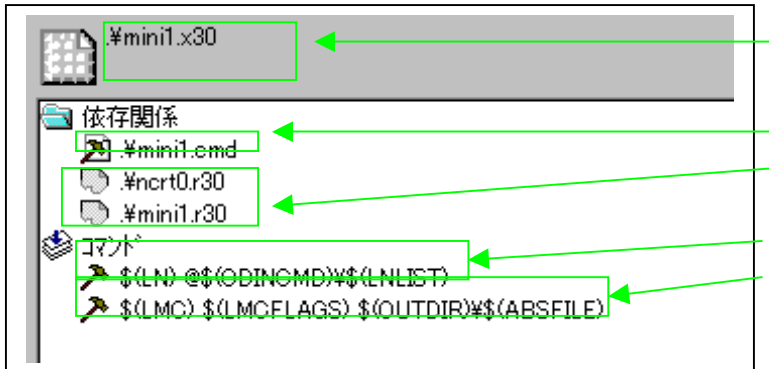 .¥mini1.x30
依存関係
.¥mini1.cmd
.¥ncrt0.r30
.¥mini1.r30
コマンド
$(LN) @$(ODINCMD)¥$(LNLIST)
$(LMC) $(LMCFLAGS) $(OUTDIR)¥$(ABSFILE)